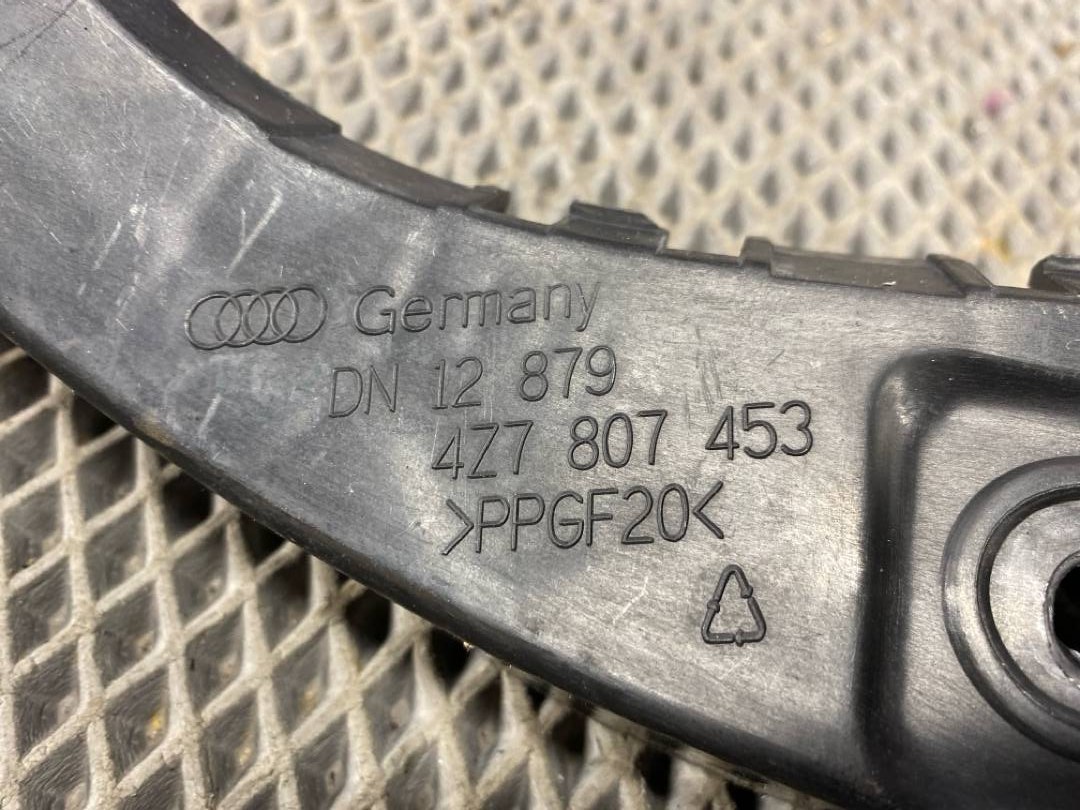 Germany
DN 12 879
4Z7 807 453
>PPGF20<